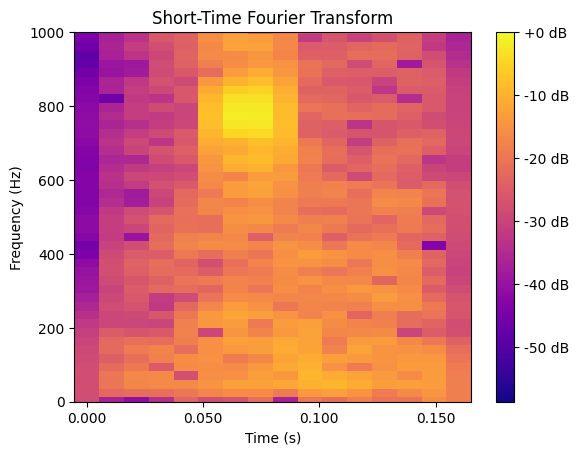 Short-Time Fourier Transform
Frequency (Hz)
1000
800
600
400
200
0
0.000
0.050
0.100
0.150
Time (s)
+0 dB
-10 dB
-20 dB
-30 dB
-40 dB
-50 dB